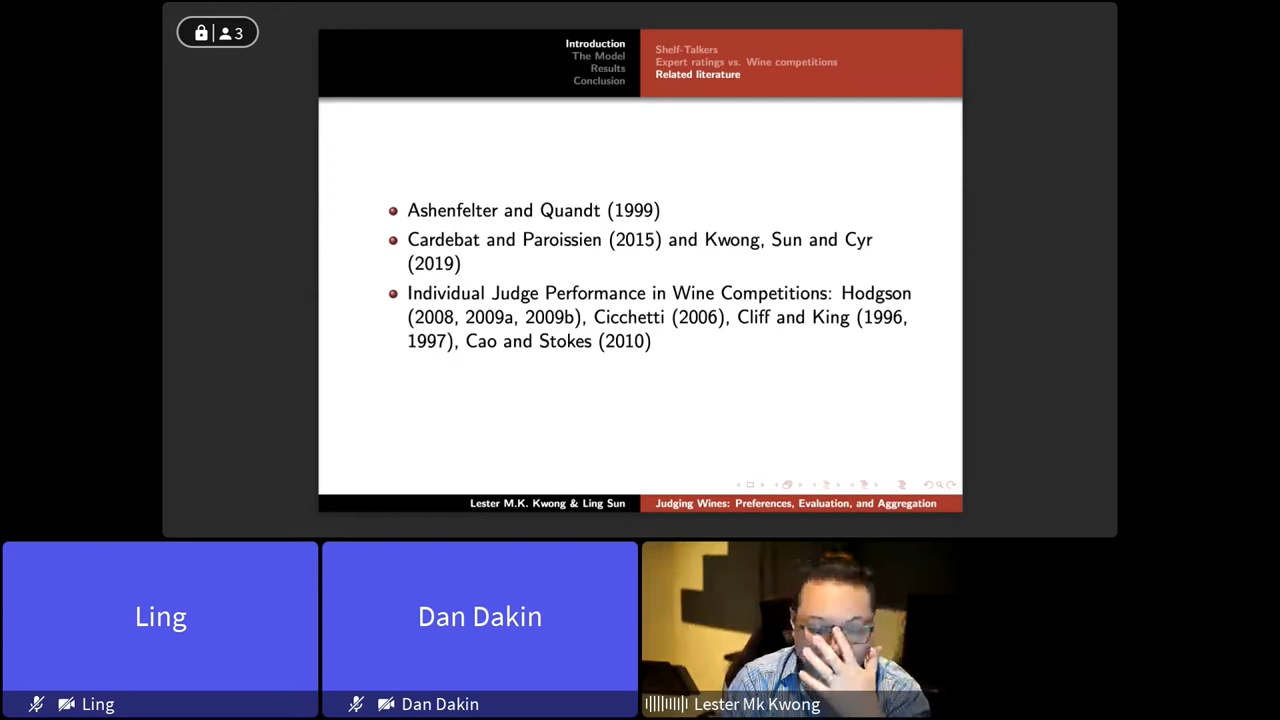 3
Introduction
The Model
Results
Conclusion
Shelf-Talkers
Expert ratings vs. Wine competitions
Related literature
Ashenfelter and Quandt (1999)
Cardebat and Paroissien (2015) and Kwong, Sun and Cyr
(2019)
Individual Judge Performance in Wine Competitions: Hodgson
(2008, 2009a, 2009b), Cicchetti (2006), Cliff and King (1996,
1997), Cao and Stokes (2010)
Lester M.K. Kwong & Ling Sun
Judging Wines: Preferences, Evaluation, and Aggregation
Ling
Dan Dakin
Ling
Dan Dakin
Lester Mk Kwong